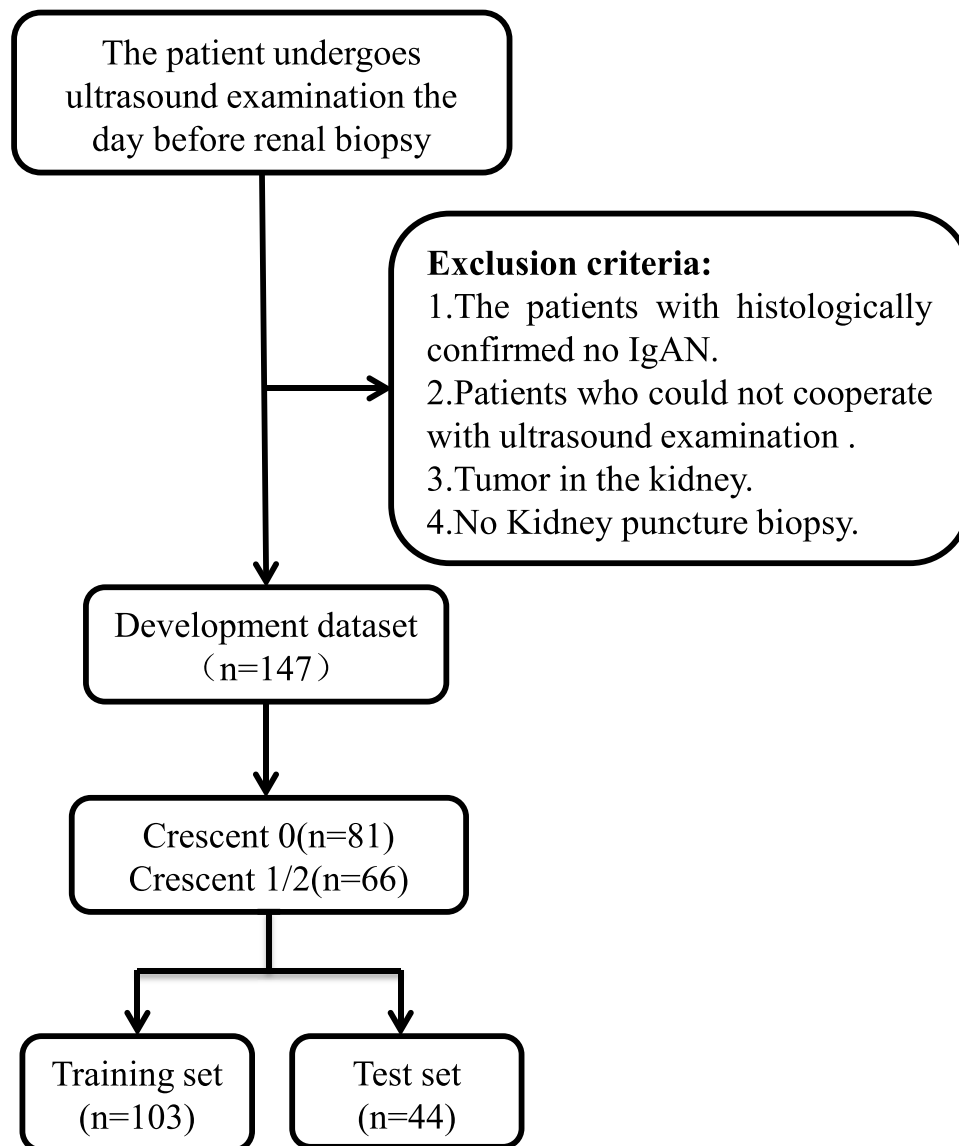 The patient undergoes
ultrasound examination the
day before renal biopsy
Exclusion criteria:
1.The patients with histologically
confirmed no IgAN.
2.Patients who could not cooperate
with ultrasound examination .
3.Tumor in the kidney.
4.No Kidney puncture biopsy.
Development dataset
（n=147）
Crescent 0(n=81)
Crescent 1/2(n=66)
Training set
(n=103)
Test set
(n=44)